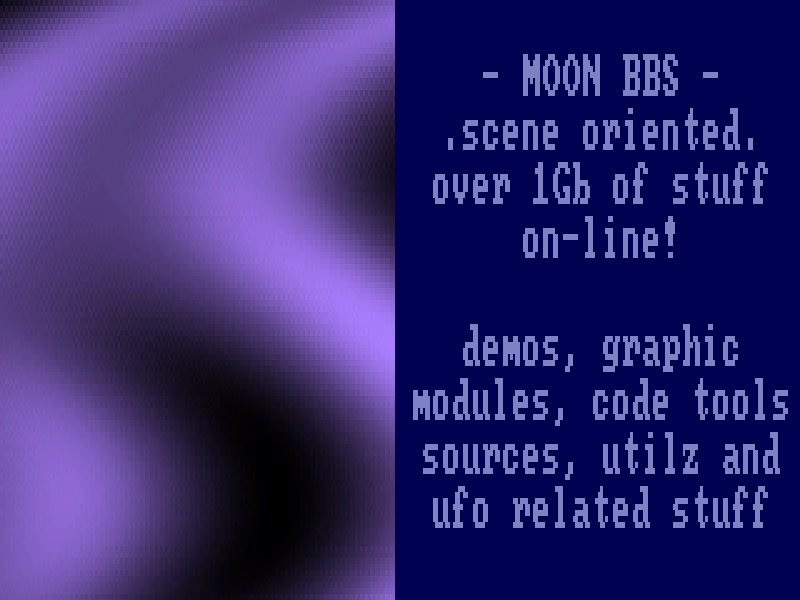 - MOON BBS -
.scene oriented.
over 1Gb of stuff
on-line!
demos, graphic
modules, code tools
sources, utilz and
ufo related stuff